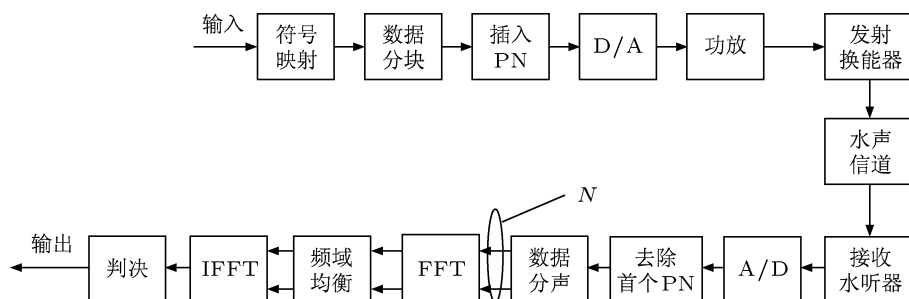 输入
符号
映射
数据
分块
插入
PN
D/A
功放
发射
换能器
水声
信道
接收
水听器
A/D
去除
首个PN
数据
分声
N
FFT
频域
均衡
IFFT
判决
输出